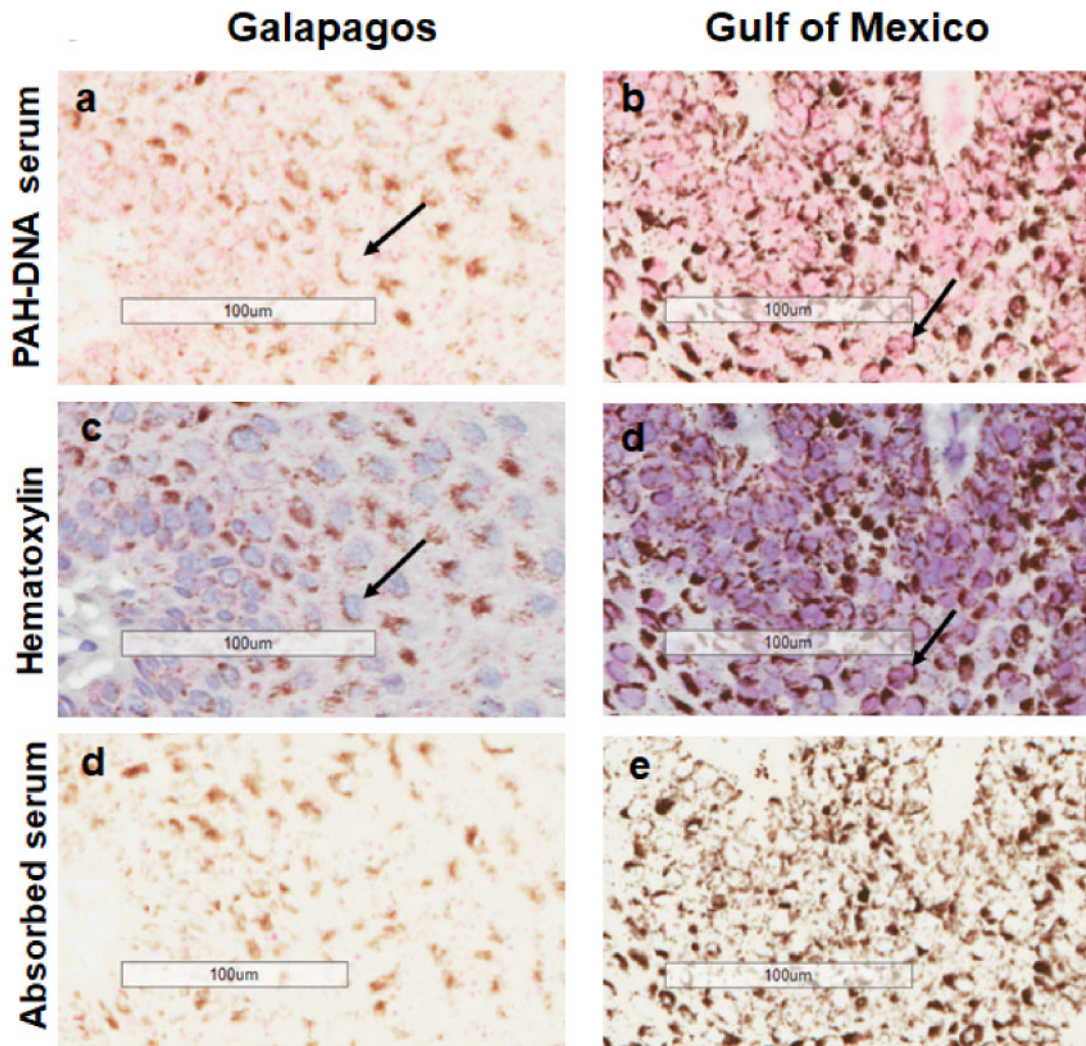 Galapagos
Gulf of Mexico
PAH-DNA serum
a
100um
b
100um
Hematoxylin
c
100um
d
100um
Absorbed serum
d
100um
e
100um